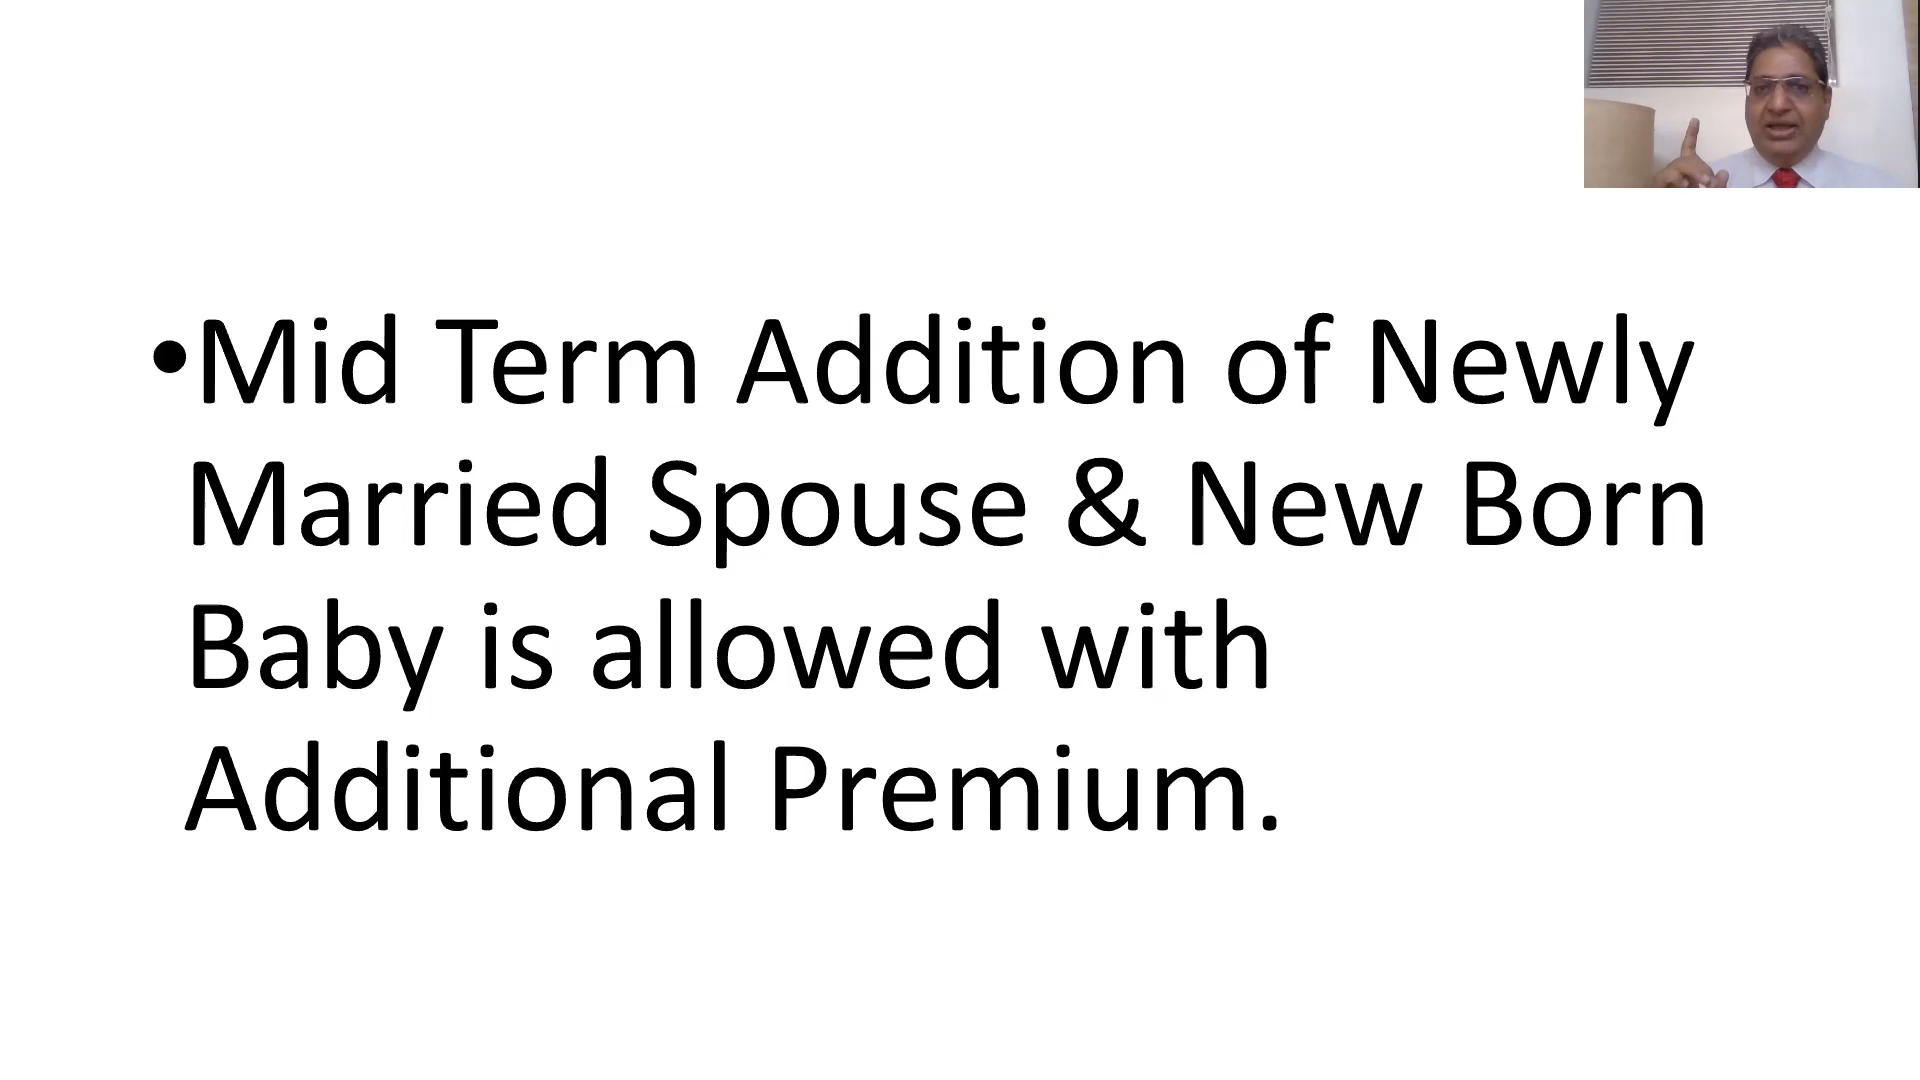 •Mid Term Addition of Newly
Married Spouse & New Born
Baby is allowed with
Additional Premium.